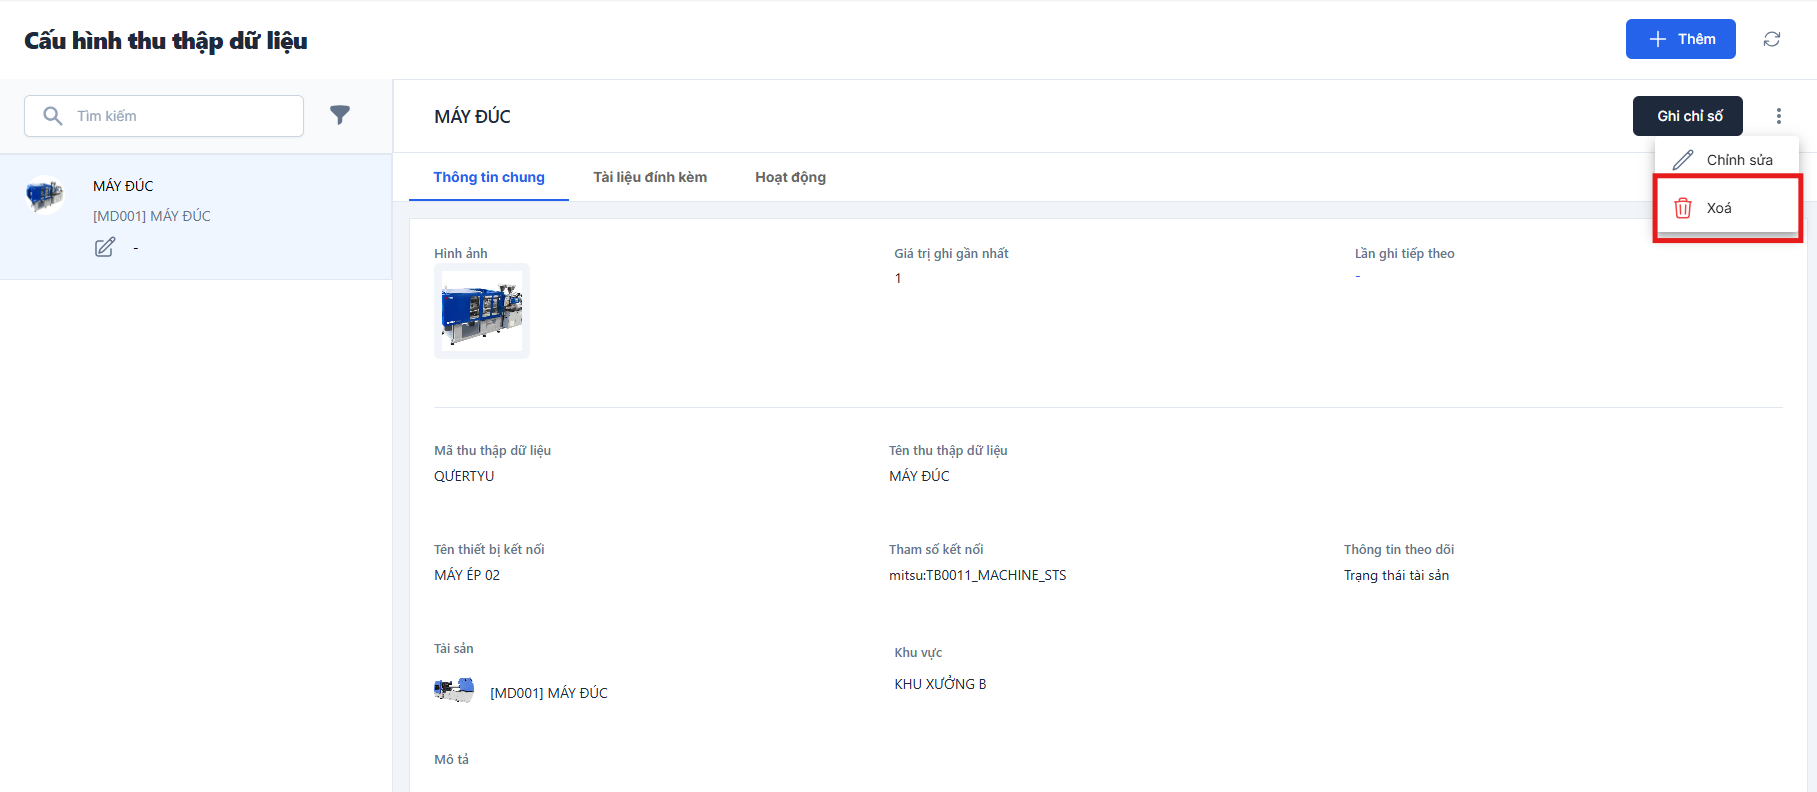 Cấu hình thu thập dữ liệu
Thêm
Tìm kiếm
MÁY ĐÚC
[MD001] MÁY ĐÚC
-
MÁY ĐÚC
Ghi chỉ số
Chỉnh sửa
Xoá
Thông tin chung
Tài liệu đính kèm
Hoạt động
Hình ảnh
Giá trị ghi gần nhất
1
Lần ghi tiếp theo
-
Mã thu thập dữ liệu
QƯERTYU
Tên thu thập dữ liệu
MÁY ĐÚC
Tên thiết bị kết nối
MÁY ÉP 02
Tham số kết nối
mitsu:TB0011_MACHINE_STS
Thông tin theo dõi
Trạng thái tài sản
Tài sản
[MD001] MÁY ĐÚC
Khu vực
KHU XƯỞNG B
Mô tả